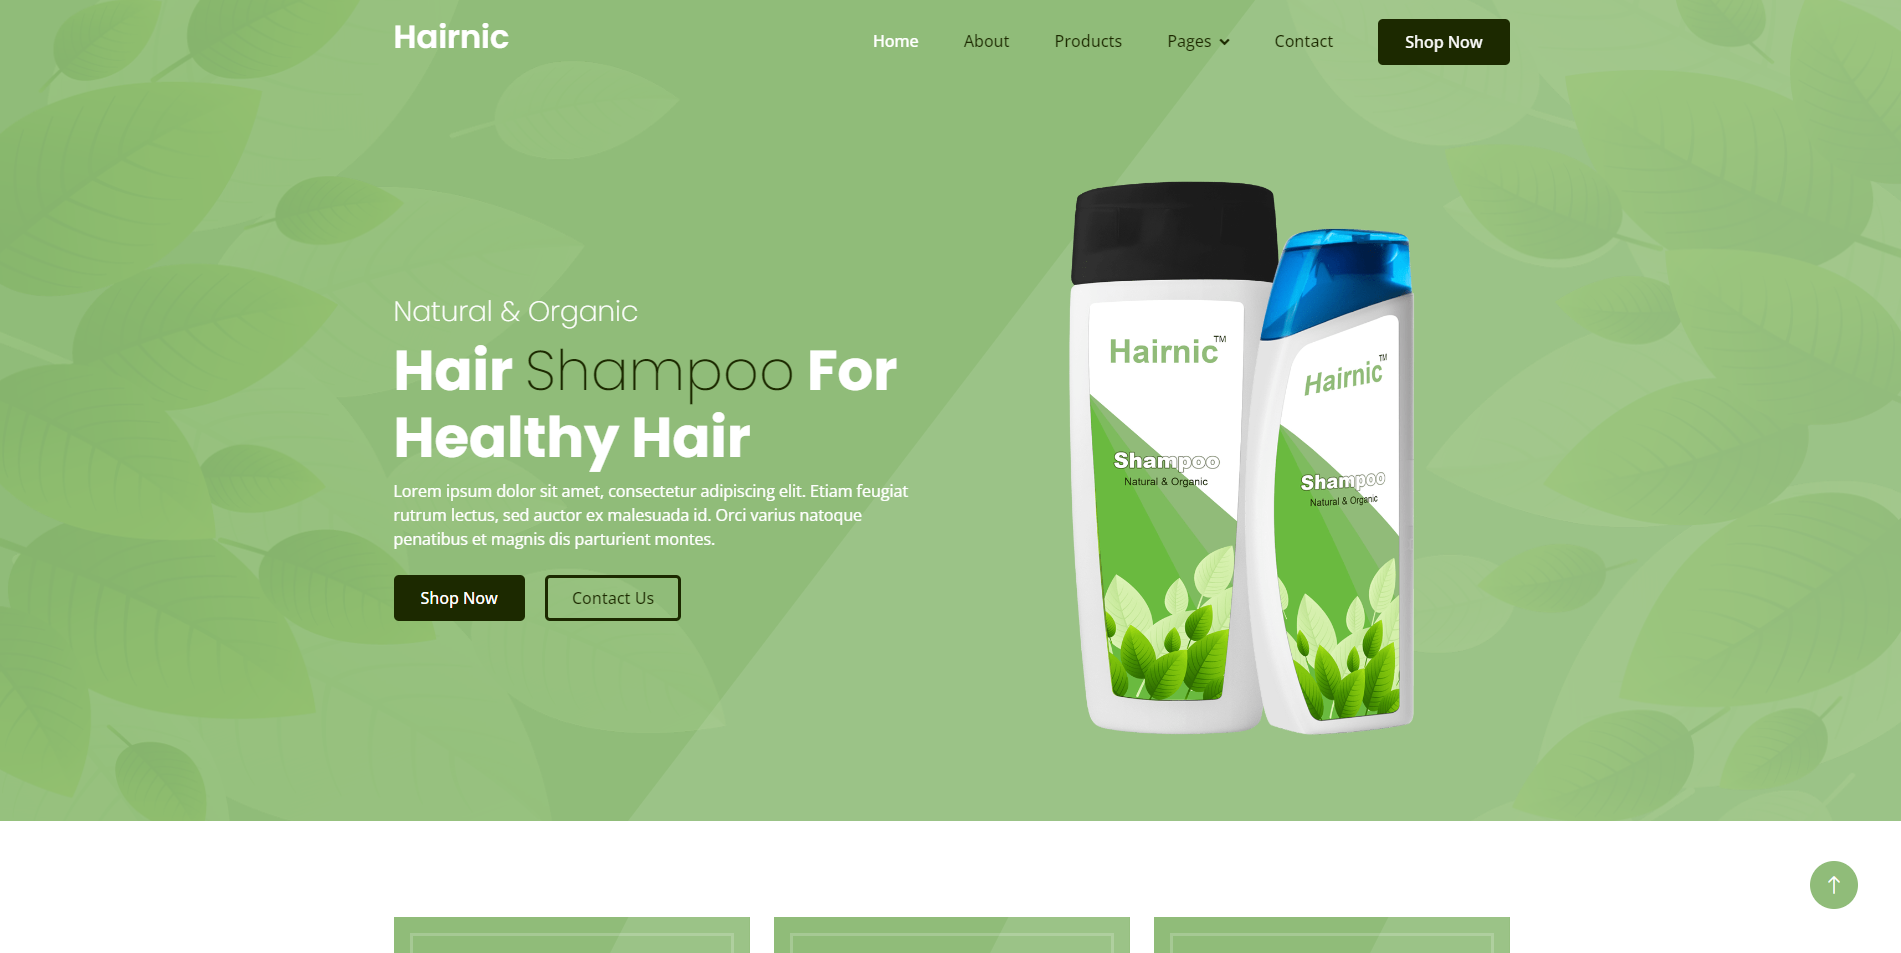 Hairnic
Home About Products Pages Contact Shop Now
Natural & Organic
Hair Shampoo For
Healthy Hair
Lorem ipsum dolor sit amet, consectetur adipiscing elit. Etiam feugiat
rutrum lectus, sed auctor ex malesuada id. Orci varius natoque
penatibus et magnis dis parturient montes.
Shop Now Contact Us
Hairnic™
Shampoo
Natural & Organic
Hairnic™
Shampoo
Natural & Organic